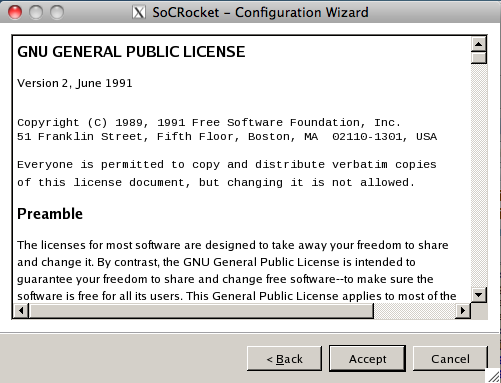 SoCRocket - Configuration Wizard
GNU GENERAL PUBLIC LICENSE
Version 2, June 1991
Copyright (C) 1989, 1991 Free Software Foundation, Inc.
51 Franklin Street, Fifth Floor, Boston, MA  02110-1301, USA
Everyone is permitted to copy and distribute verbatim copies
of this license document, but changing it is not allowed.
Preamble
The licenses for most software are designed to take away your freedom to share
and change it. By contrast, the GNU General Public License is intended to
guarantee your freedom to share and change free software--to make sure the
software is free for all its users. This General Public License applies to most of the
< Back
Accept
Cancel